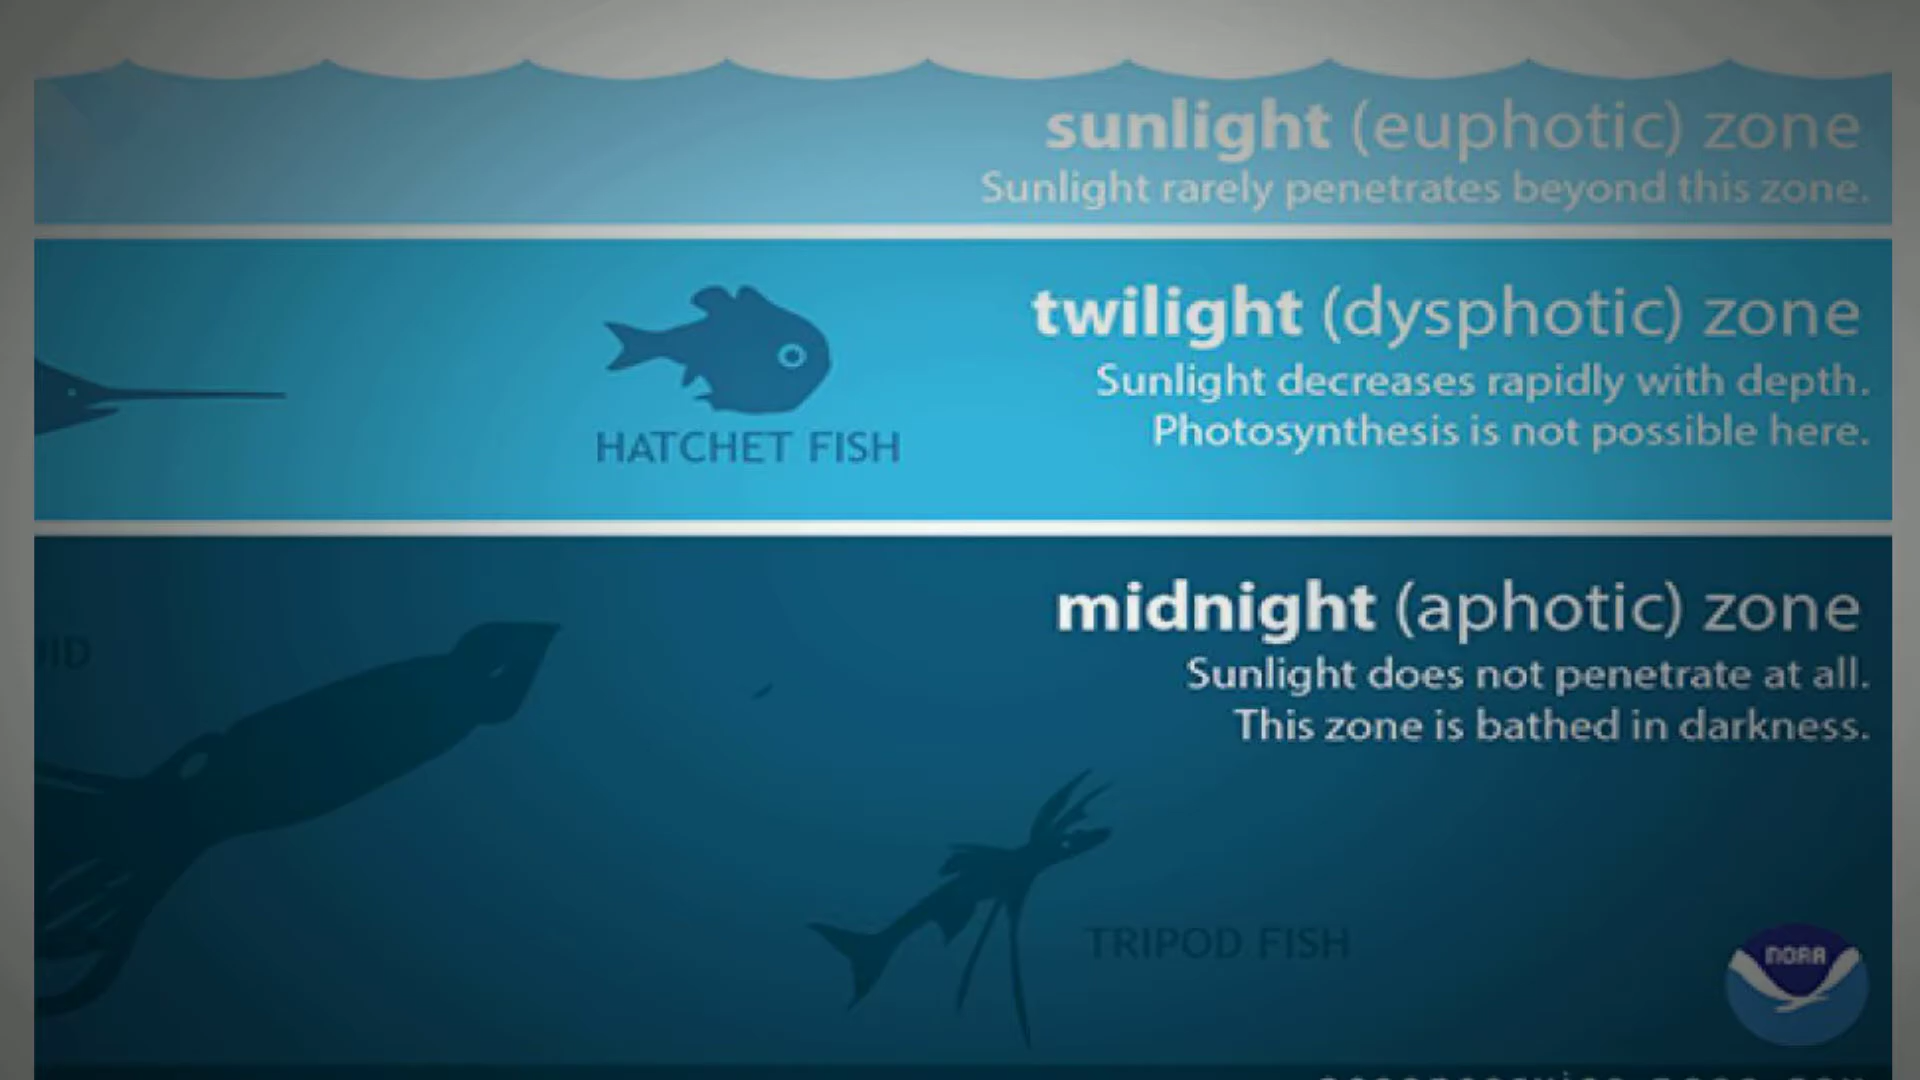 sunlight (euphotic) zone
Sunlight rarely penetrates beyond this zone.
twilight (dysphotic) zone
Sunlight decreases rapidly with depth.
Photosynthesis is not possible here.
HATCHET FISH
midnight (aphotic) zone
Sunlight does not penetrate at all.
This zone is bathed in darkness.
TRIPOD FISH
NOAA